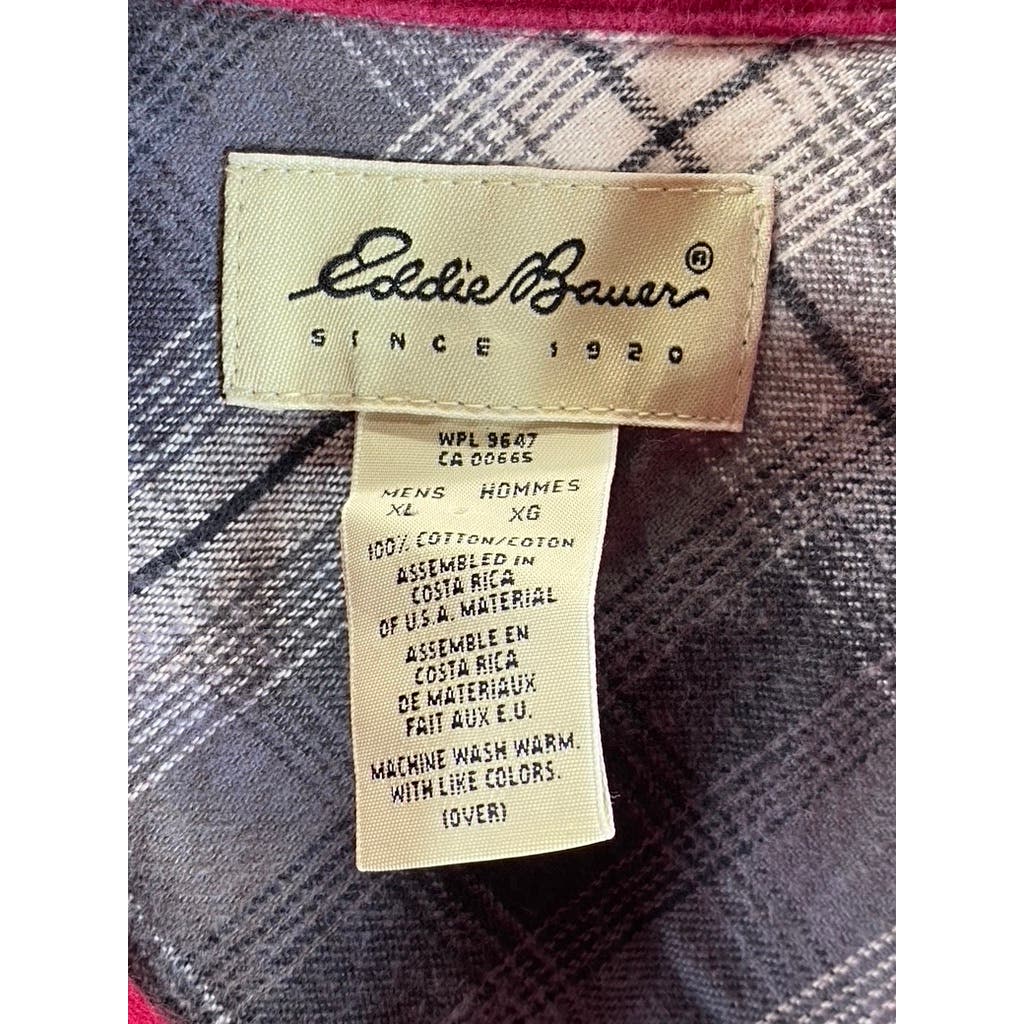 Eddie Bauer®
SINCE 1920
WPL 9647
CA 00665
MENS HOMMES
XL XG
100% COTTON/COTON
ASSEMBLED IN
COSTA RICA
OF U.S.A. MATERIAL
ASSEMBLE EN
COSTA RICA
DE MATERIAUX
FAIT AUX E.U.
MACHINE WASH WARM.
WITH LIKE COLORS.
(OVER)